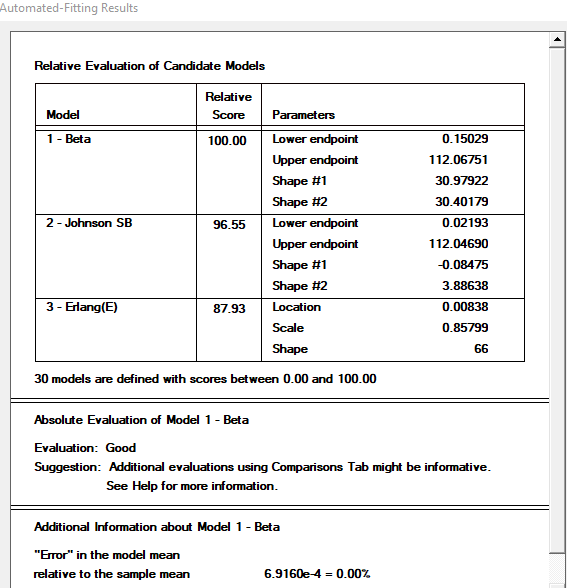 Automated-Fitting Results
Relative Evaluation of Candidate Models
Relative
Model Score Parameters
1 - Beta 100.00 Lower endpoint 0.15029
Upper endpoint 112.06751
Shape #1 30.97922
Shape #2 30.40179
2 - Johnson SB 96.55 Lower endpoint 0.02193
Upper endpoint 112.04690
Shape #1 -0.08475
Shape #2 3.88638
3 - Erlang(E) 87.93 Location 0.00838
Scale 0.85799
Shape 66
30 models are defined with scores between 0.00 and 100.00
Absolute Evaluation of Model 1 - Beta
Evaluation: Good
Suggestion: Additional evaluations using Comparisons Tab might be informative.
See Help for more information.
Additional Information about Model 1 - Beta
"Error" in the model mean
relative to the sample mean 6.9160e-4 = 0.00%